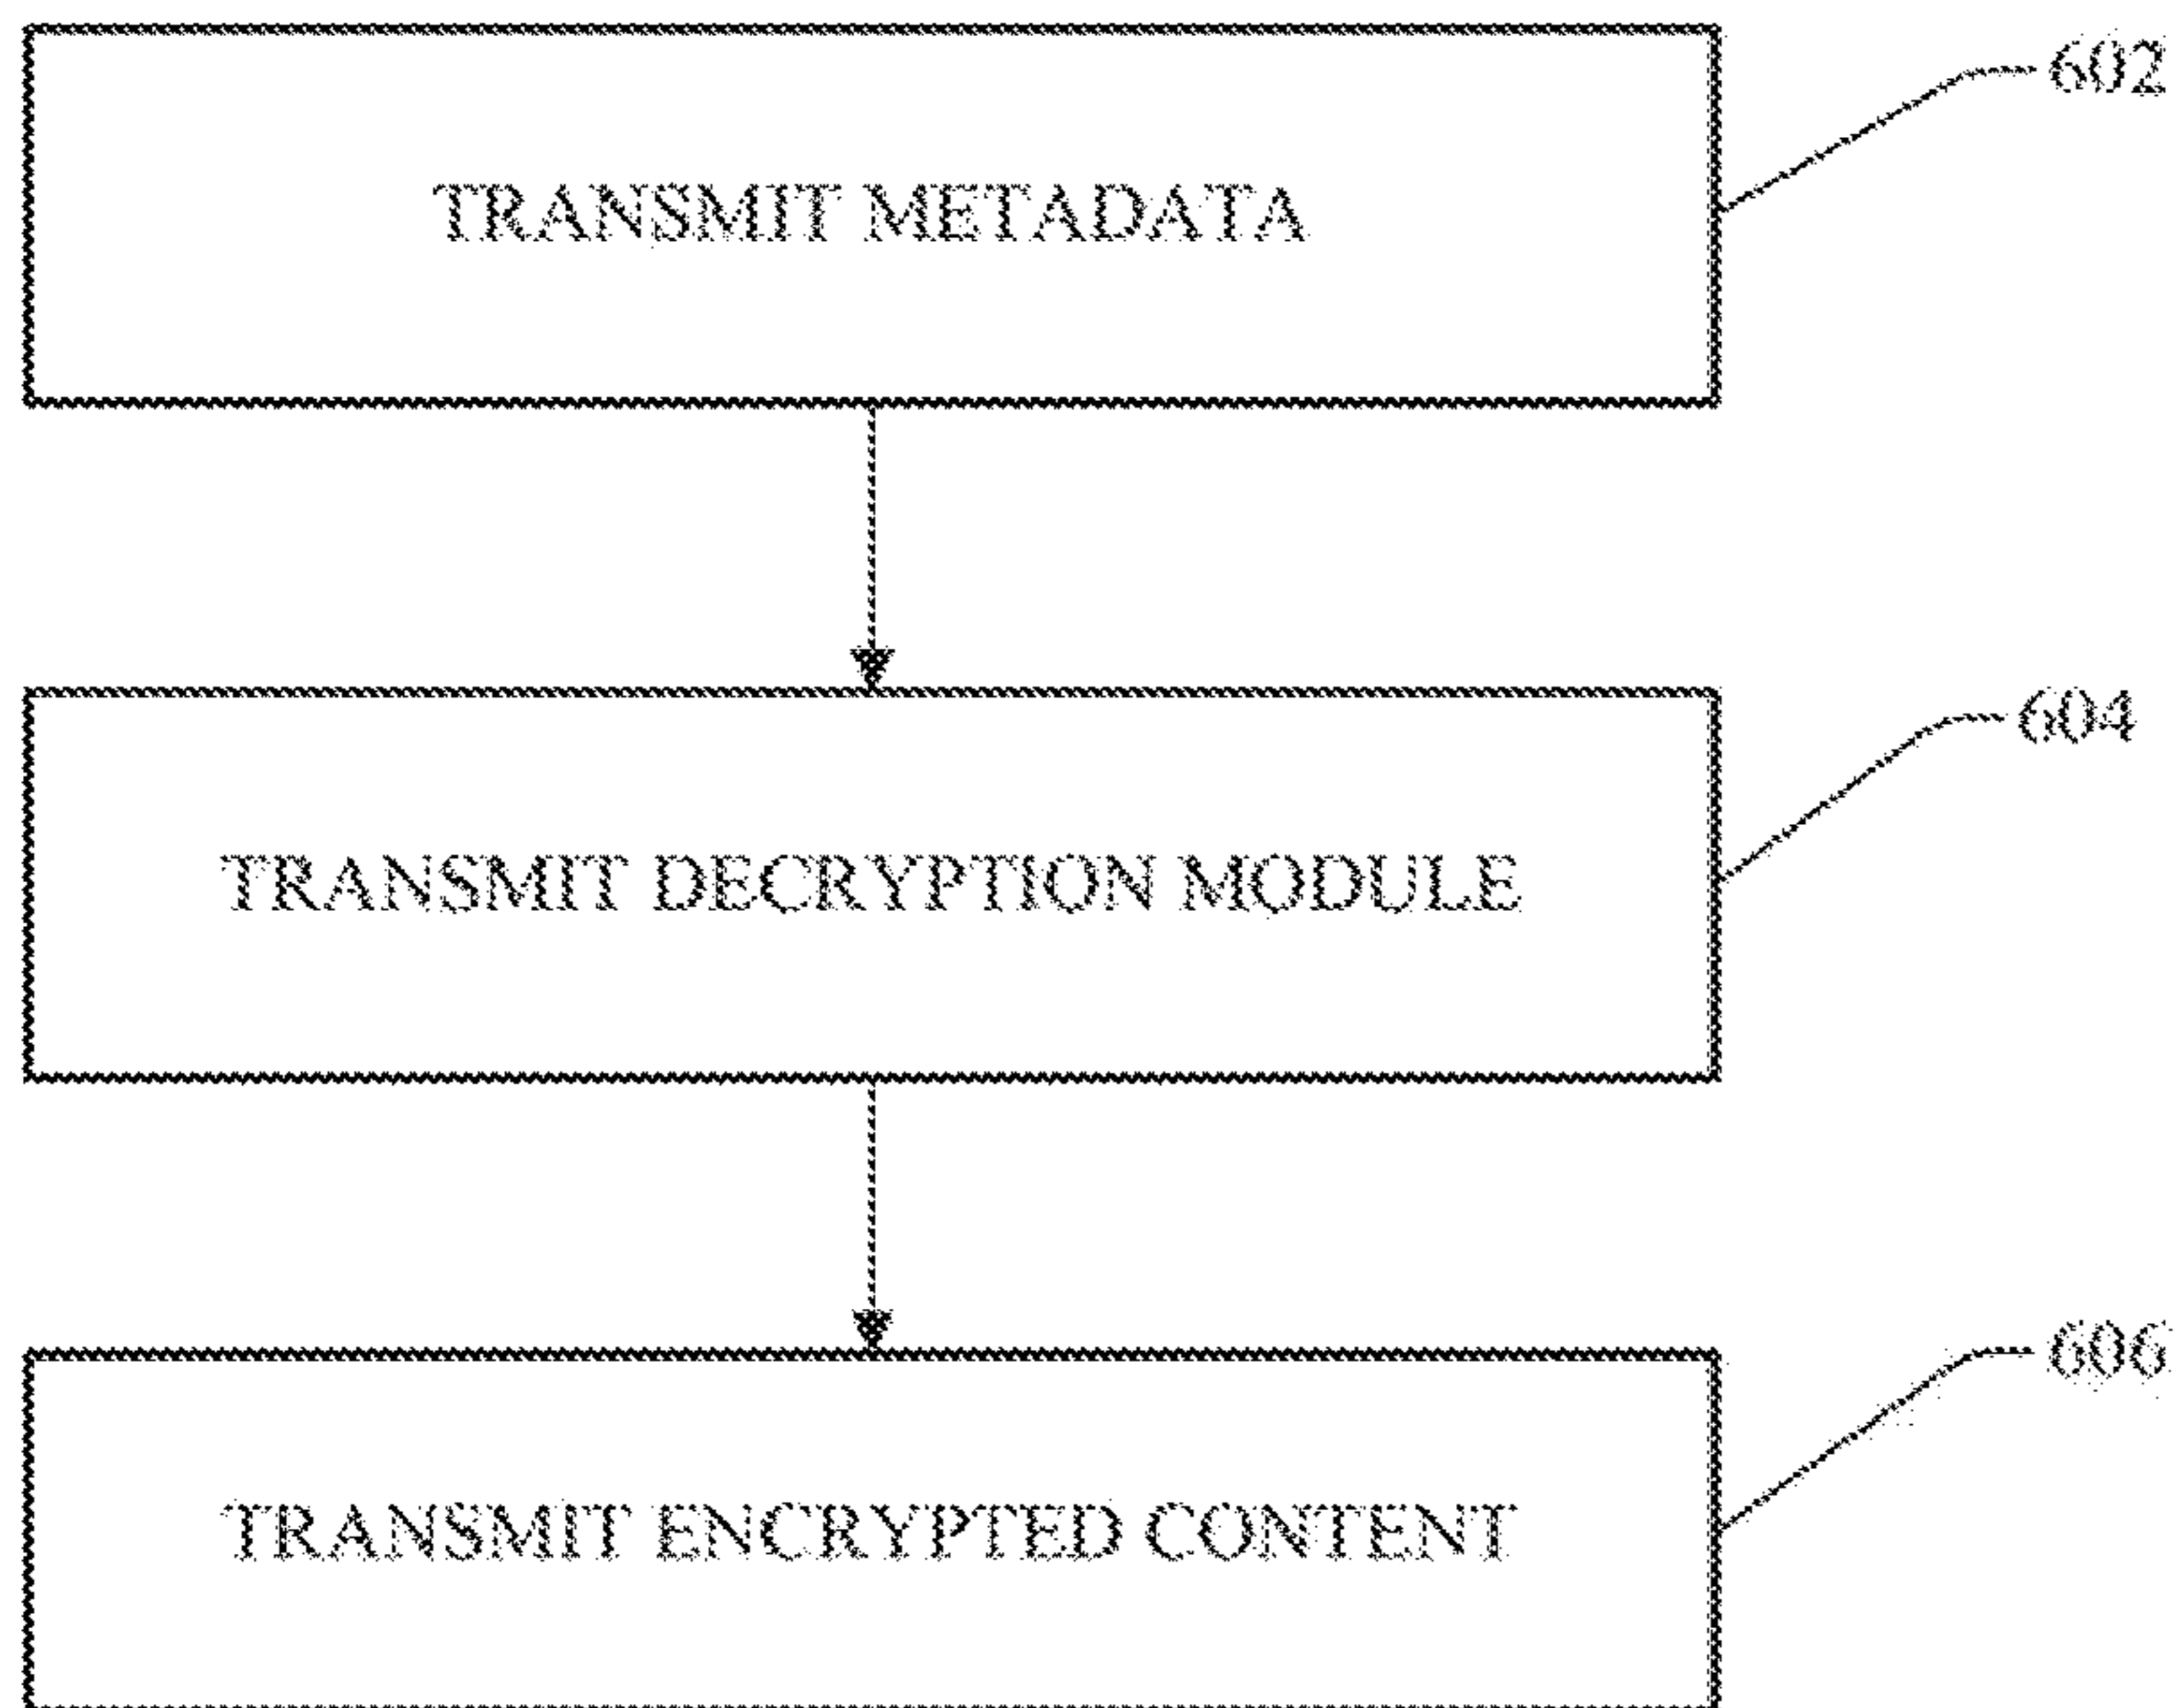 602
TRANSMIT METADATA
604
TRANSMIT DECRYPTION MODULE
606
TRANSMIT ENCRYPTED CONTENT